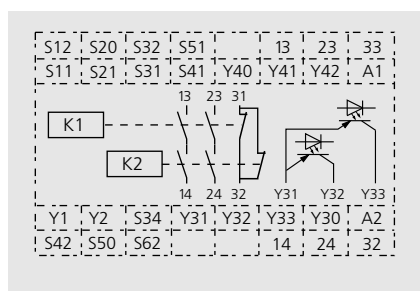 S12 S20 S32 S51 13 23 33
S11 S21 S31 S41 Y40 Y41 Y42 A1
13 23 31
K1
K2
14 24 32 Y31 Y32 Y33
Y1 Y2 S34 Y31 Y32 Y33 Y30 A2
S42 S50 S62 14 24 32